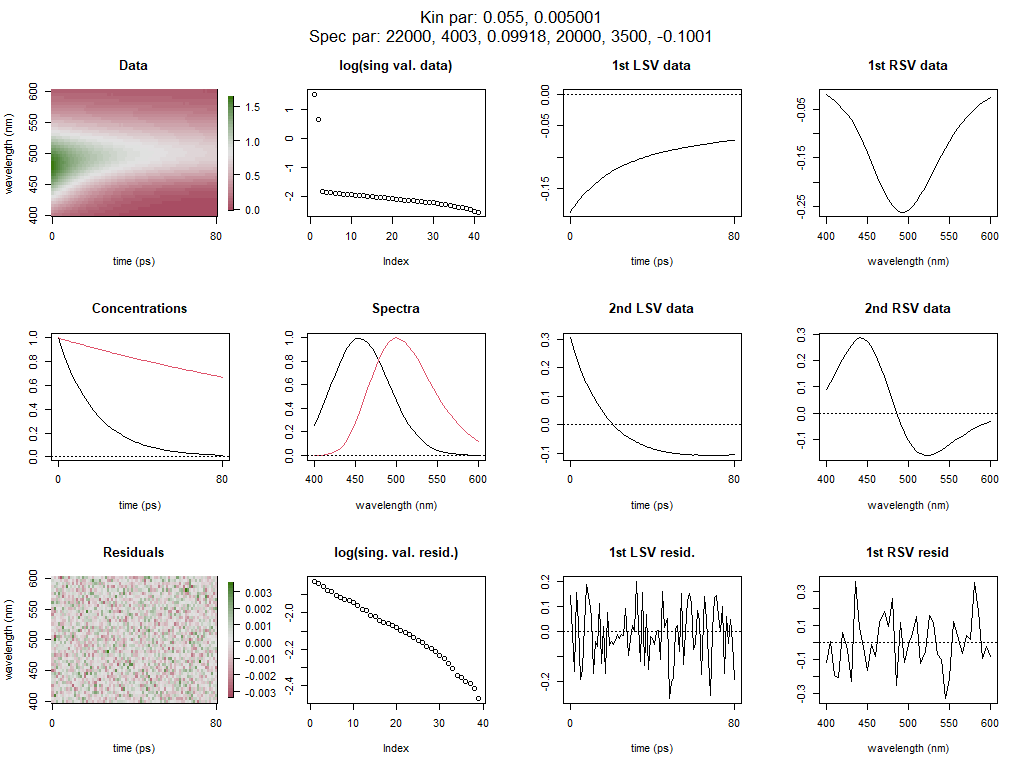 Kin par: 0.055, 0.005001
Spec par: 22000, 4003, 0.09918, 20000, 3500, -0.1001
Data
log(sing val. data)
1st LSV data
1st RSV data
wavelength (nm)
400 450 500 550 600
0.0 0.5 1.0 1.5
0 80
time (ps)
-2 -1 0 1
0 10 20 30 40
Index
-0.15 -0.05 0.00
0 80
time (ps)
-0.25 -0.15 -0.05
400 450 500 550 600
wavelength (nm)
Concentrations
Spectra
2nd LSV data
2nd RSV data
0.0 0.2 0.4 0.6 0.8 1.0
0 80
time (ps)
0.0 0.2 0.4 0.6 0.8 1.0
400 450 500 550 600
wavelength (nm)
-0.1 0.0 0.1 0.2 0.3
0 80
time (ps)
-0.1 0.0 0.1 0.2 0.3
400 450 500 550 600
wavelength (nm)
Residuals
log(sing. val. resid.)
1st LSV resid.
1st RSV resid
wavelength (nm)
400 450 500 550 600
-0.003 -0.002 -0.001 0.000 0.001 0.002 0.003
0 80
time (ps)
-2.4 -2.2 -2.2 -2.0
0 10 20 30 40
Index
-0.2 0.0 0.1 0.2
0 80
time (ps)
-0.3 -0.1 0.1 0.3
400 450 500 550 600
wavelength (nm)